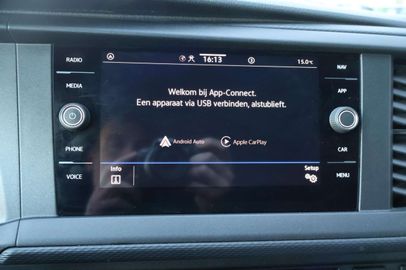 RADIO
16:13
15.0°C
NAV
MEDIA
Welkom bij App-Connect.
Een apparaat via USB verbinden, alstublieft.
APP
PHONE
Android Auto
Apple CarPlay
CAR
VOICE
Info
Setup
MENU